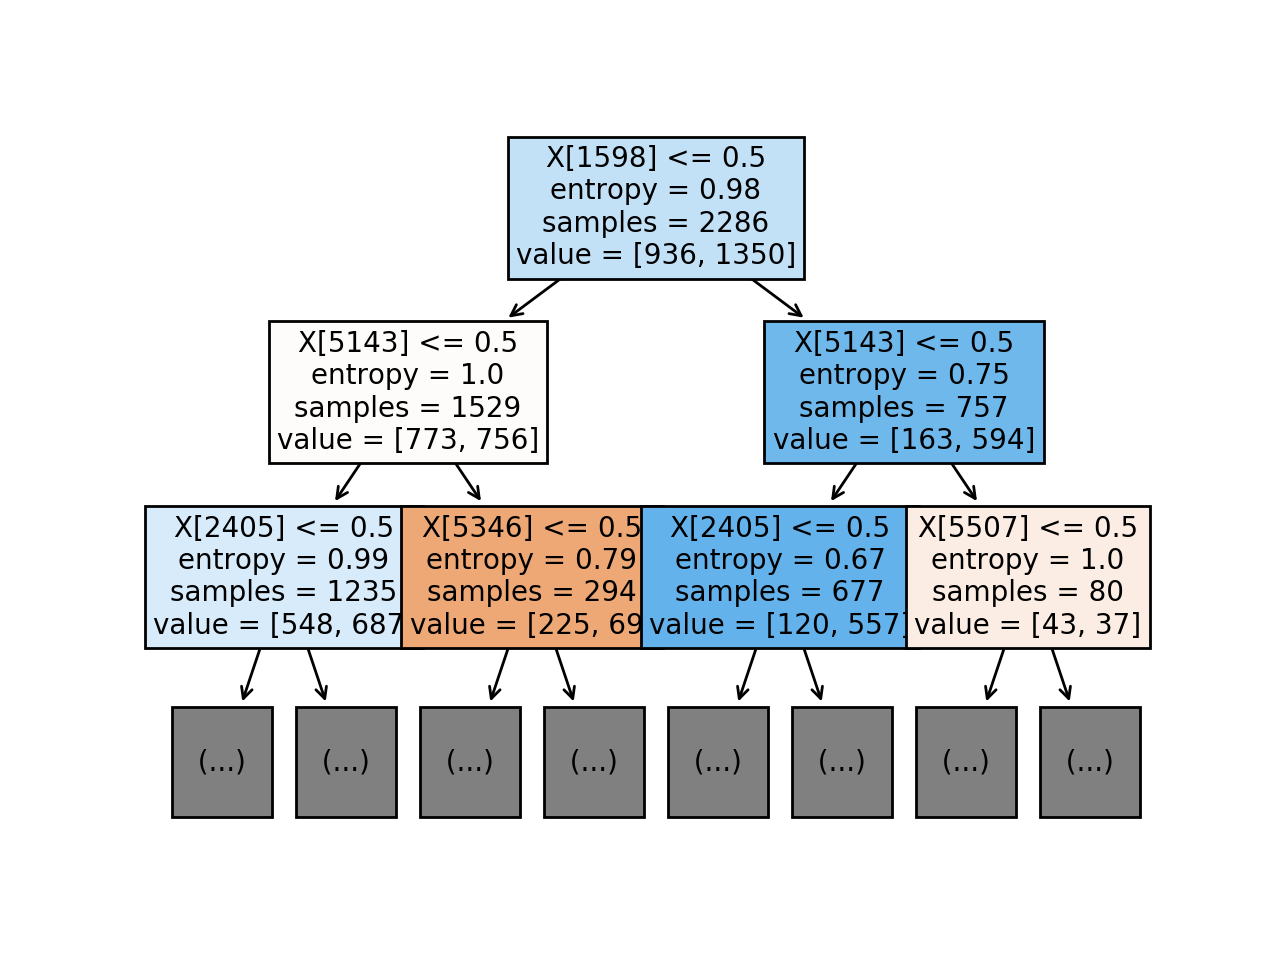 X[1598] <= 0.5
entropy = 0.98
samples = 2286
value = [936, 1350]
X[5143] <= 0.5
entropy = 1.0
samples = 1529
value = [773, 756]
X[5143] <= 0.5
entropy = 0.75
samples = 757
value = [163, 594]
X[2405] <= 0.5
entropy = 0.99
samples = 1235
value = [548, 687
X[5346] <= 0.5
entropy = 0.79
samples = 294
value = [225, 69
X[2405] <= 0.5
entropy = 0.67
samples = 677
value = [120, 557]
X[5507] <= 0.5
entropy = 1.0
samples = 80
value = [43, 37]
(...)
(...)
(...)
(...)
(...)
(...)
(...)
(...)